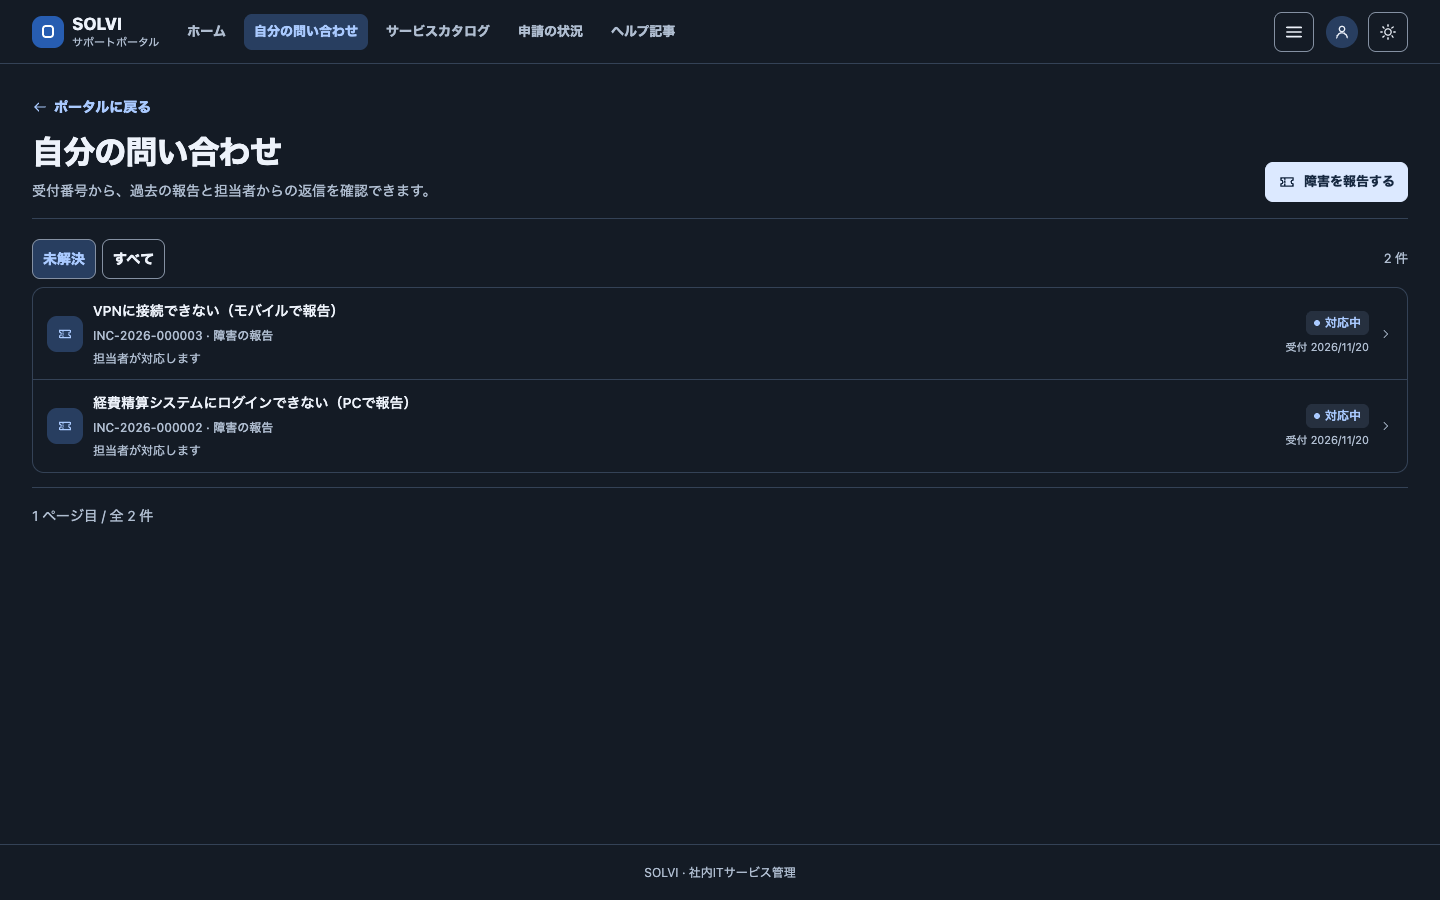 SOLVI
サポートポータル
ホーム
自分の問い合わせ
サービスカタログ
申請の状況
ヘルプ記事
ポータルに戻る
自分の問い合わせ
受付番号から、過去の報告と担当者からの返信を確認できます。
障害を報告する
未解決
すべて
2 件
VPNに接続できない（モバイルで報告）
INC-2026-000003 · 障害の報告
担当者が対応します
対応中
受付 2026/11/20
経費精算システムにログインできない（PCで報告）
INC-2026-000002 · 障害の報告
担当者が対応します
対応中
受付 2026/11/20
1 ページ目 / 全 2 件
SOLVI · 社内ITサービス管理